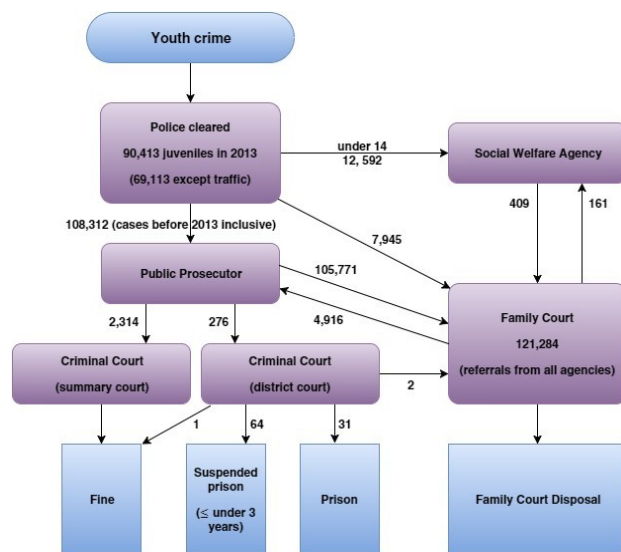 Youth crime
Police cleared
90,413 juveniles in 2013
(69,113 except traffic)
under 14
12, 592
Social Welfare Agency
108,312 (cases before 2013 inclusive)
7,945
409
161
Public Prosecutor
105,771
4,916
Family Court
121,284
(referrals from all agencies)
2,314
276
Criminal Court
(summary court)
Criminal Court
(district court)
2
1
64
31
Fine
Suspended
prison
(≤ under 3
years)
Prison
Family Court Disposal